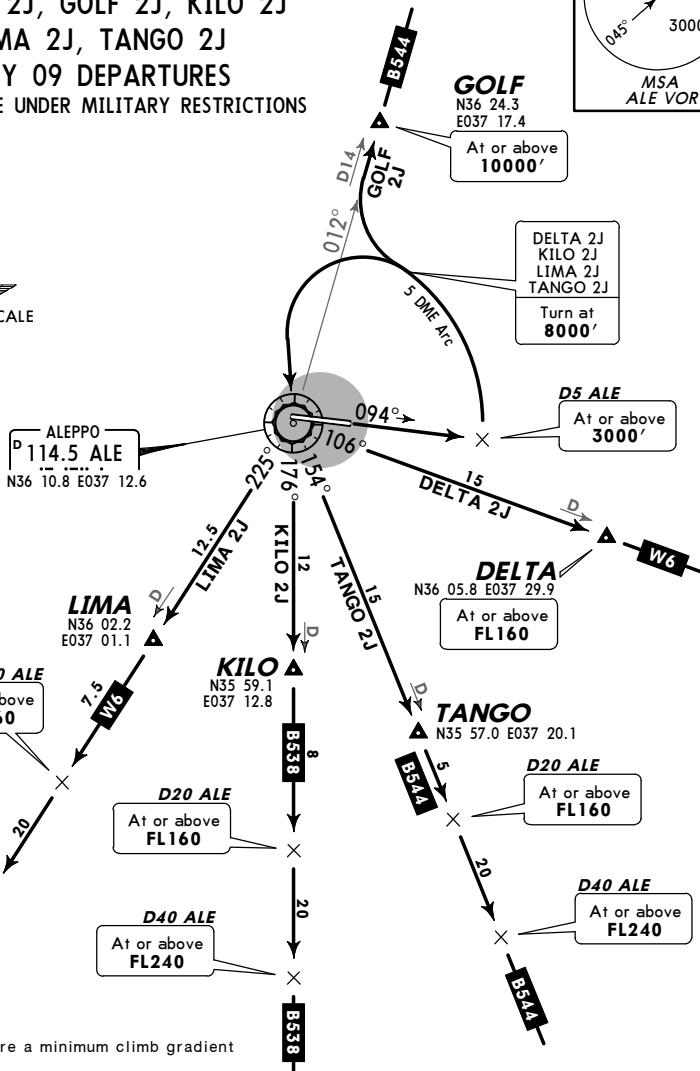 2J, GOLF 2J, KILO 2J
MA 2J, TANGO 2J
Y 09 DEPARTURES
E UNDER MILITARY RESTRICTIONS
045°
3000
MSA
ALE VOR
B544
GOLF
N36 24.3
E037 17.4
At or above
10000'
D14
GOLF 2J
012°
DELTA 2J
KILO 2J
LIMA 2J
TANGO 2J
Turn at
8000'
5 DME Arc
CALE
D5 ALE
At or above
3000'
094°
106°
ALEPPO
D 114.5 ALE
N36 10.8 E037 12.6
225°
176°
154°
15
DELTA 2J
D
W6
DELTA
N36 05.8 E037 29.9
At or above
FL160
12.5
LIMA 2J
D
12
KILO 2J
D
15
TANGO 2J
D
LIMA
N36 02.2
E037 01.1
KILO
N35 59.1
E037 12.8
TANGO
N35 57.0 E037 20.1
0 ALE
bove
60
7.5
W6
20
B538
8
B544
5
D20 ALE
At or above
FL160
D20 ALE
At or above
FL160
20
20
D40 ALE
At or above
FL240
D40 ALE
At or above
FL240
B538
B544
re a minimum climb gradient